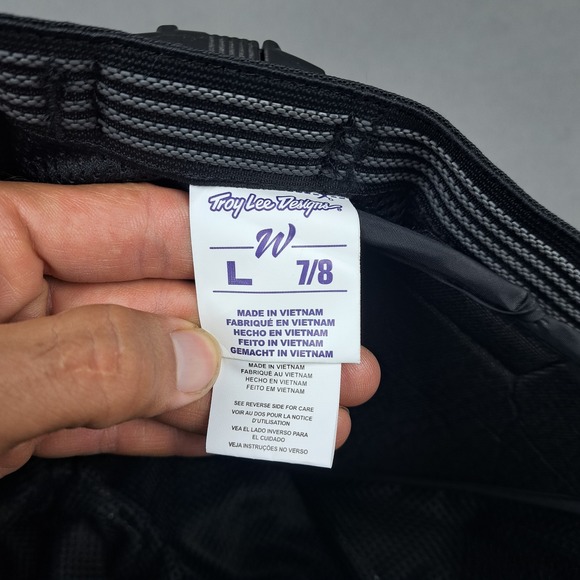 Troy Lee Designs
W
L 7/8
MADE IN VIETNAM
FABRIQUÉ EN VIETNAM
HECHO EN VIETNAM
FEITO IN VIETNAM
GEMACHT IN VIETNAM
MADE IN VIETNAM
FABRIQUÉ AU VIETNAM
HECHO EN VIETNAM
FEITO EM VIETNAM
SEE REVERSE SIDE FOR CARE
VOIR AU DOS POUR LA NOTICE
D'UTILISATION
VEA EL LADO INVERSO PARA
EL CUIDADO
VEJA INSTRUÇÕES NO VERSO